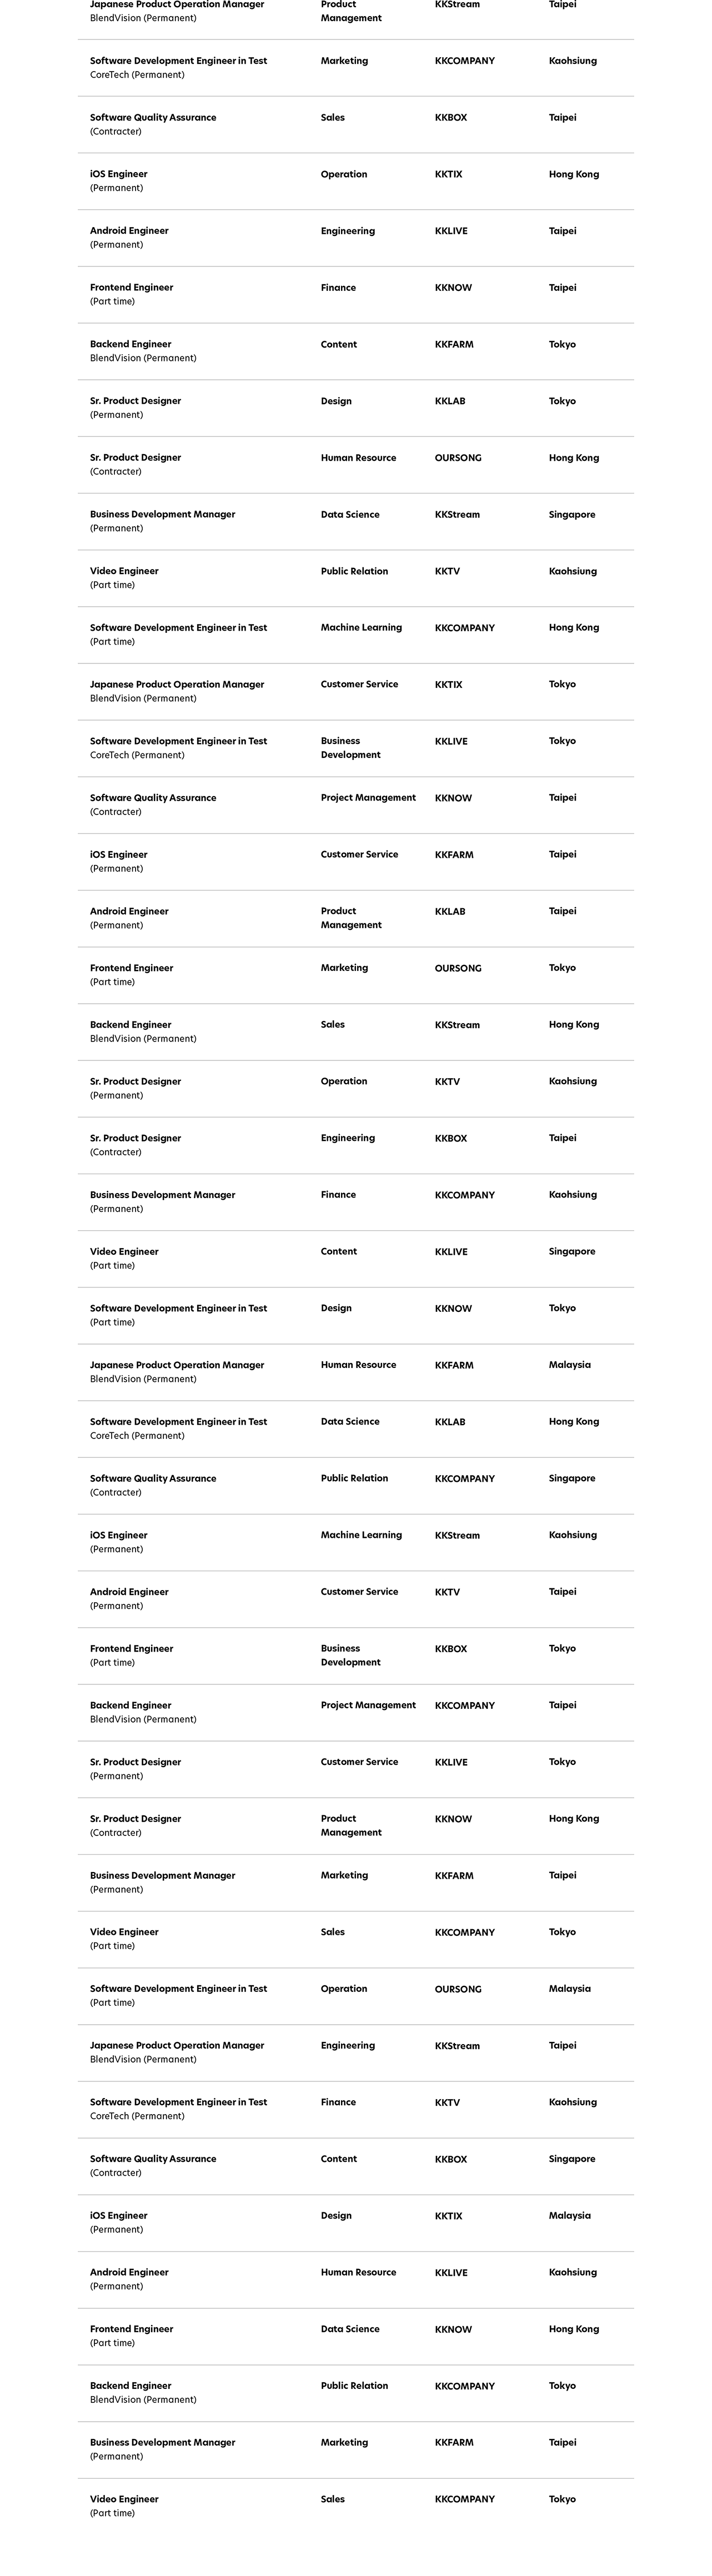 Japanese Product Operation Manager Product KKStream Taipei
BlendVision (Permanent) Management
Software Development Engineer in Test Marketing KKCOMPANY Kaohsiung
CoreTech (Permanent)
Software Quality Assurance Sales KKBOX Taipei
(Contracter)
iOS Engineer Operation KKTIX Hong Kong
(Permanent)
Android Engineer Engineering KKLIVE Taipei
(Permanent)
Frontend Engineer Finance KKNOW Taipei
(Part time)
Backend Engineer Content KKFARM Tokyo
BlendVision (Permanent)
Sr. Product Designer Design KKLAB Tokyo
(Permanent)
Sr. Product Designer Human Resource OURSONG Hong Kong
(Contracter)
Business Development Manager Data Science KKStream Singapore
(Permanent)
Video Engineer Public Relation KKTV Kaohsiung
(Part time)
Software Development Engineer in Test Machine Learning KKCOMPANY Hong Kong
(Part time)
Japanese Product Operation Manager Customer Service KKTIX Tokyo
BlendVision (Permanent)
Software Development Engineer in Test Business KKLIVE Tokyo
CoreTech (Permanent) Development
Software Quality Assurance Project Management KKNOW Taipei
(Contracter)
iOS Engineer Customer Service KKFARM Taipei
(Permanent)
Android Engineer Product KKLAB Taipei
(Permanent) Management
Frontend Engineer Marketing OURSONG Tokyo
(Part time)
Backend Engineer Sales KKStream Hong Kong
BlendVision (Permanent)
Sr. Product Designer Operation KKTV Kaohsiung
(Permanent)
Sr. Product Designer Engineering KKBOX Taipei
(Contracter)
Business Development Manager Finance KKCOMPANY Kaohsiung
(Permanent)
Video Engineer Content KKLIVE Singapore
(Part time)
Software Development Engineer in Test Design KKNOW Tokyo
(Part time)
Japanese Product Operation Manager Human Resource KKFARM Malaysia
BlendVision (Permanent)
Software Development Engineer in Test Data Science KKLAB Hong Kong
CoreTech (Permanent)
Software Quality Assurance Public Relation KKCOMPANY Singapore
(Contracter)
iOS Engineer Machine Learning KKStream Kaohsiung
(Permanent)
Android Engineer Customer Service KKTV Taipei
(Permanent)
Frontend Engineer Business KKBOX Tokyo
(Part time) Development
Backend Engineer Project Management KKCOMPANY Taipei
BlendVision (Permanent)
Sr. Product Designer Customer Service KKLIVE Tokyo
(Permanent)
Sr. Product Designer Product KKNOW Hong Kong
(Contracter) Management
Business Development Manager Marketing KKFARM Taipei
(Permanent)
Video Engineer Sales KKCOMPANY Tokyo
(Part time)
Software Development Engineer in Test Operation OURSONG Malaysia
(Part time)
Japanese Product Operation Manager Engineering KKStream Taipei
BlendVision (Permanent)
Software Development Engineer in Test Finance KKTV Kaohsiung
CoreTech (Permanent)
Software Quality Assurance Content KKBOX Singapore
(Contracter)
iOS Engineer Design KKTIX Malaysia
(Permanent)
Android Engineer Human Resource KKLIVE Kaohsiung
(Permanent)
Frontend Engineer Data Science KKNOW Hong Kong
(Part time)
Backend Engineer Public Relation KKCOMPANY Tokyo
BlendVision (Permanent)
Business Development Manager Marketing KKFARM Taipei
(Permanent)
Video Engineer Sales KKCOMPANY Tokyo
(Part time)